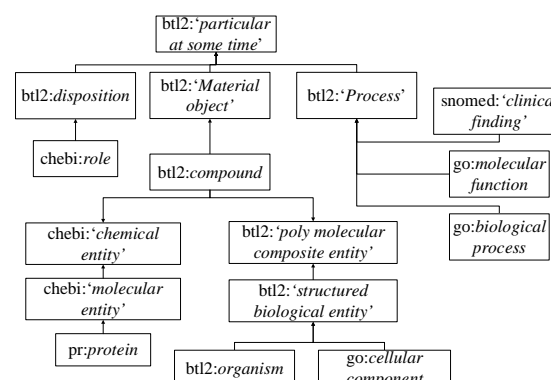 btl2:‘particular
at some time’
btl2:disposition
btl2:‘Material
object’
btl2:‘Process’
snomed:‘clinical
finding’
chebi:role
btl2:compound
go:molecular
function
chebi:‘chemical
entity’
btl2:‘poly molecular
composite entity’
go:biological
process
chebi:‘molecular
entity’
btl2:‘structured
biological entity’
pr:protein
btl2:organism
go:cellular
component